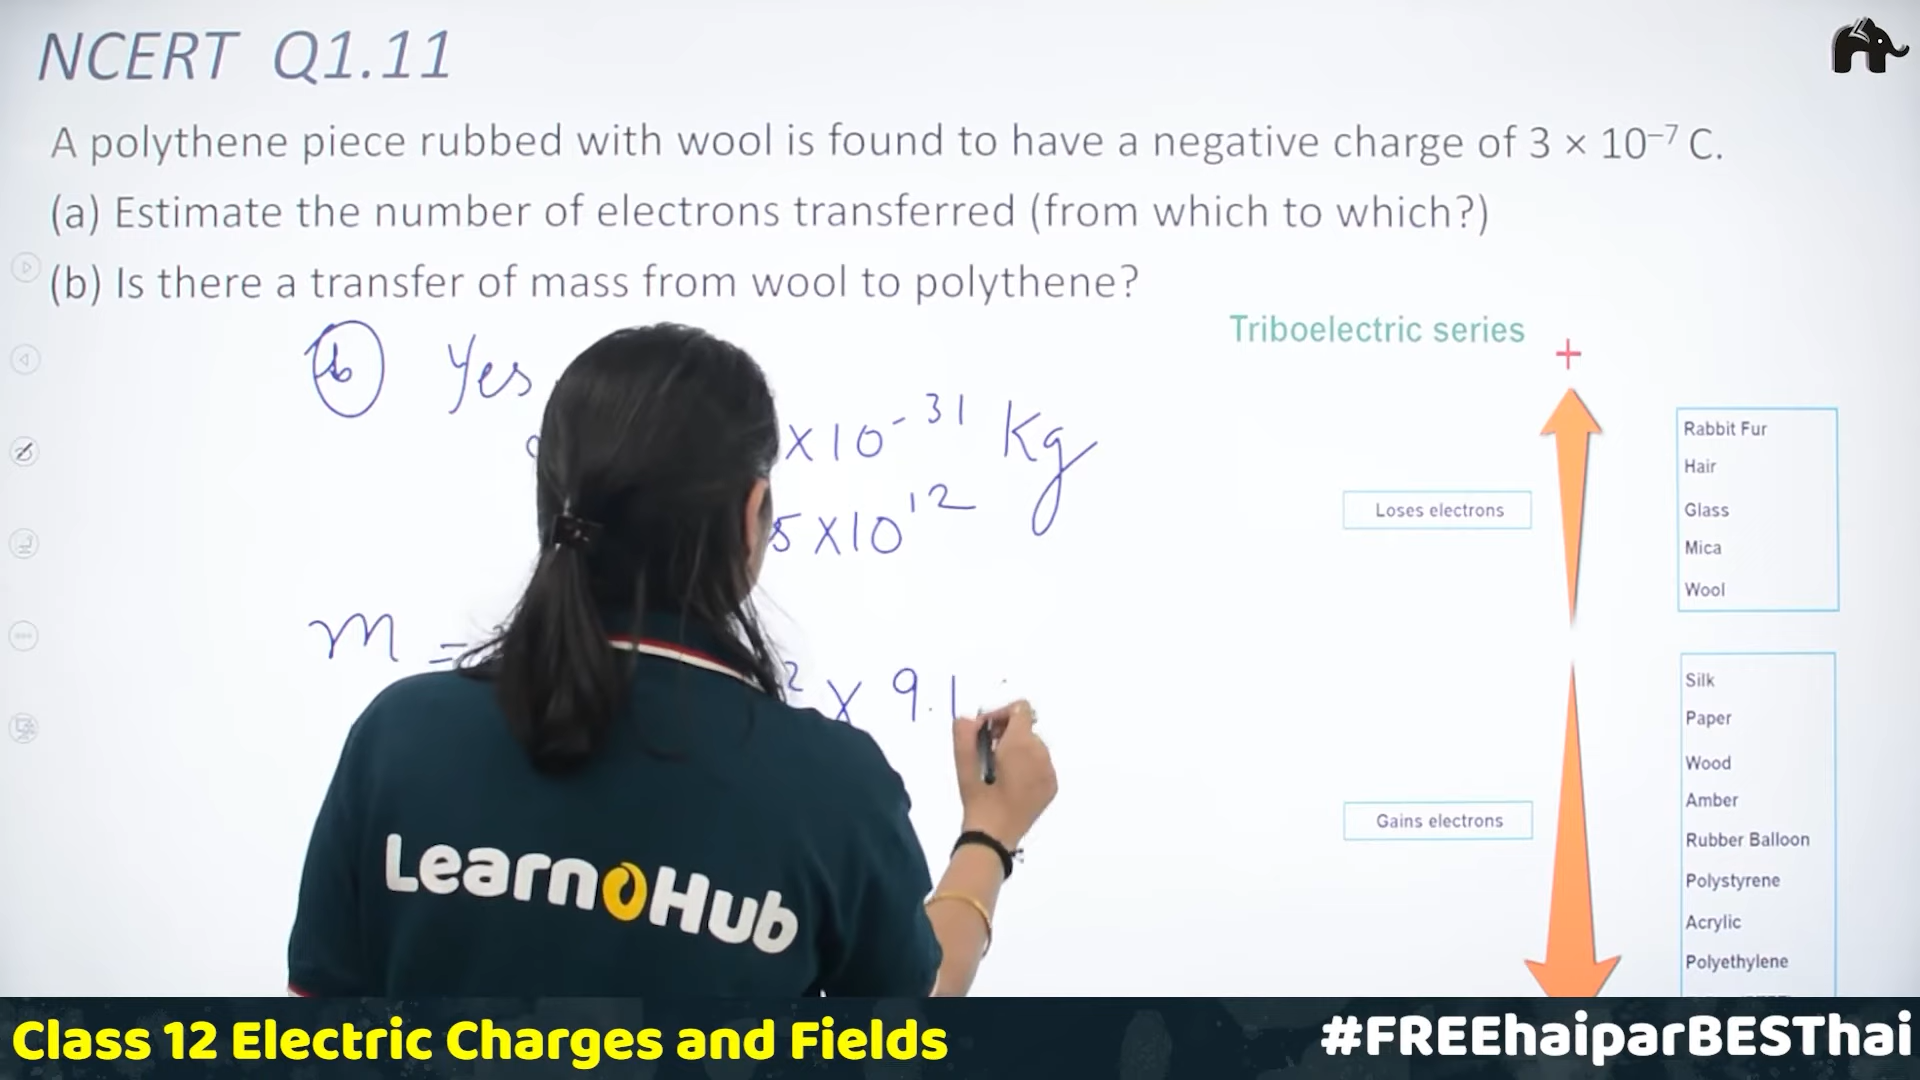 NCERT Q1.11
A polythene piece rubbed with wool is found to have a negative charge of 3 × 10⁻⁷ C.
(a) Estimate the number of electrons transferred (from which to which?)
(b) Is there a transfer of mass from wool to polythene?
Triboelectric series
+
b Yes
×10⁻³¹ Kg
5×10¹²
m =
² × 9.1
Loses electrons
Rabbit Fur
Hair
Glass
Mica
Wool
Gains electrons
Silk
Paper
Wood
Amber
Rubber Balloon
Polystyrene
Acrylic
Polyethylene
Learn Hub
Class 12 Electric Charges and Fields
#FREEhaiparBESThai